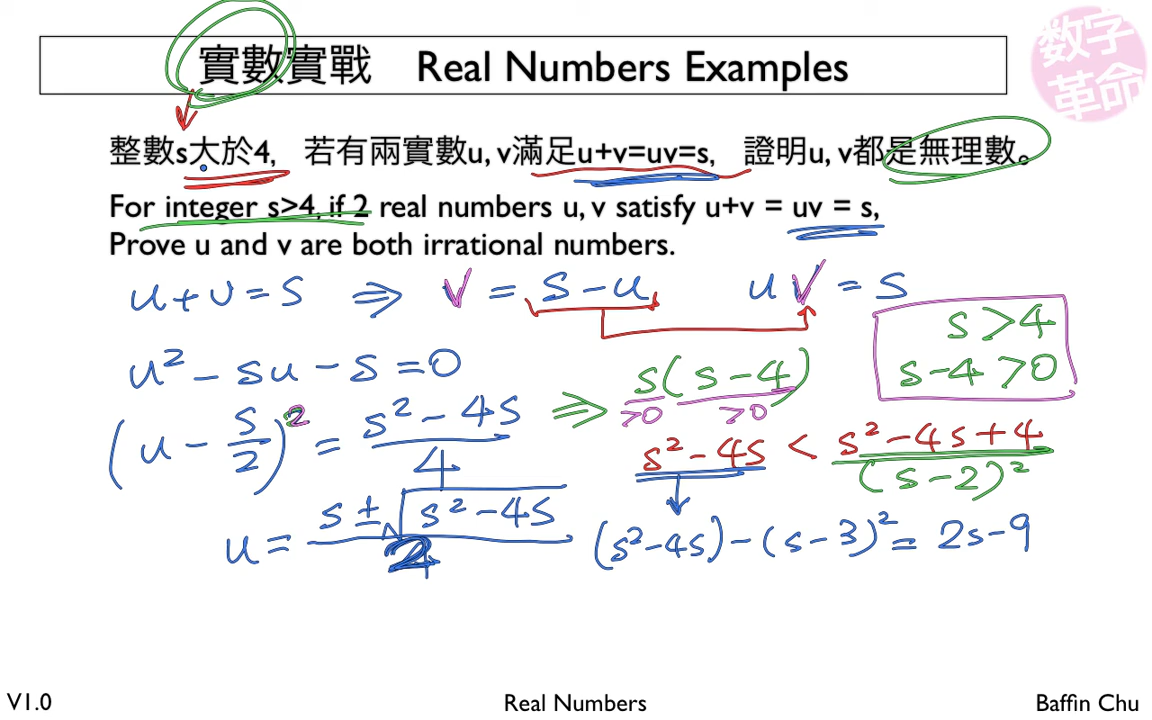 實數實戰 Real Numbers Examples
数字
革命
整數s大於4, 若有兩實數u, v滿足u+v=uv=s, 證明u, v都是無理數。
For integer s>4, if 2 real numbers u, v satisfy u+v = uv = s,
Prove u and v are both irrational numbers.
u + v = s ⇒ v = s − u u v = s
s > 4
s − 4 > 0
u² − su − s = 0
⇒ s(s − 4)
>0 >0
(u − s/2)² = (s² − 4s)/4
s² − 4s < s² − 4s + 4
(s − 2)²
u = (s ± √(s² − 4s))/2
(s² − 4s) − (s − 3)² = 2s − 9
V1.0 Real Numbers Baffin Chu